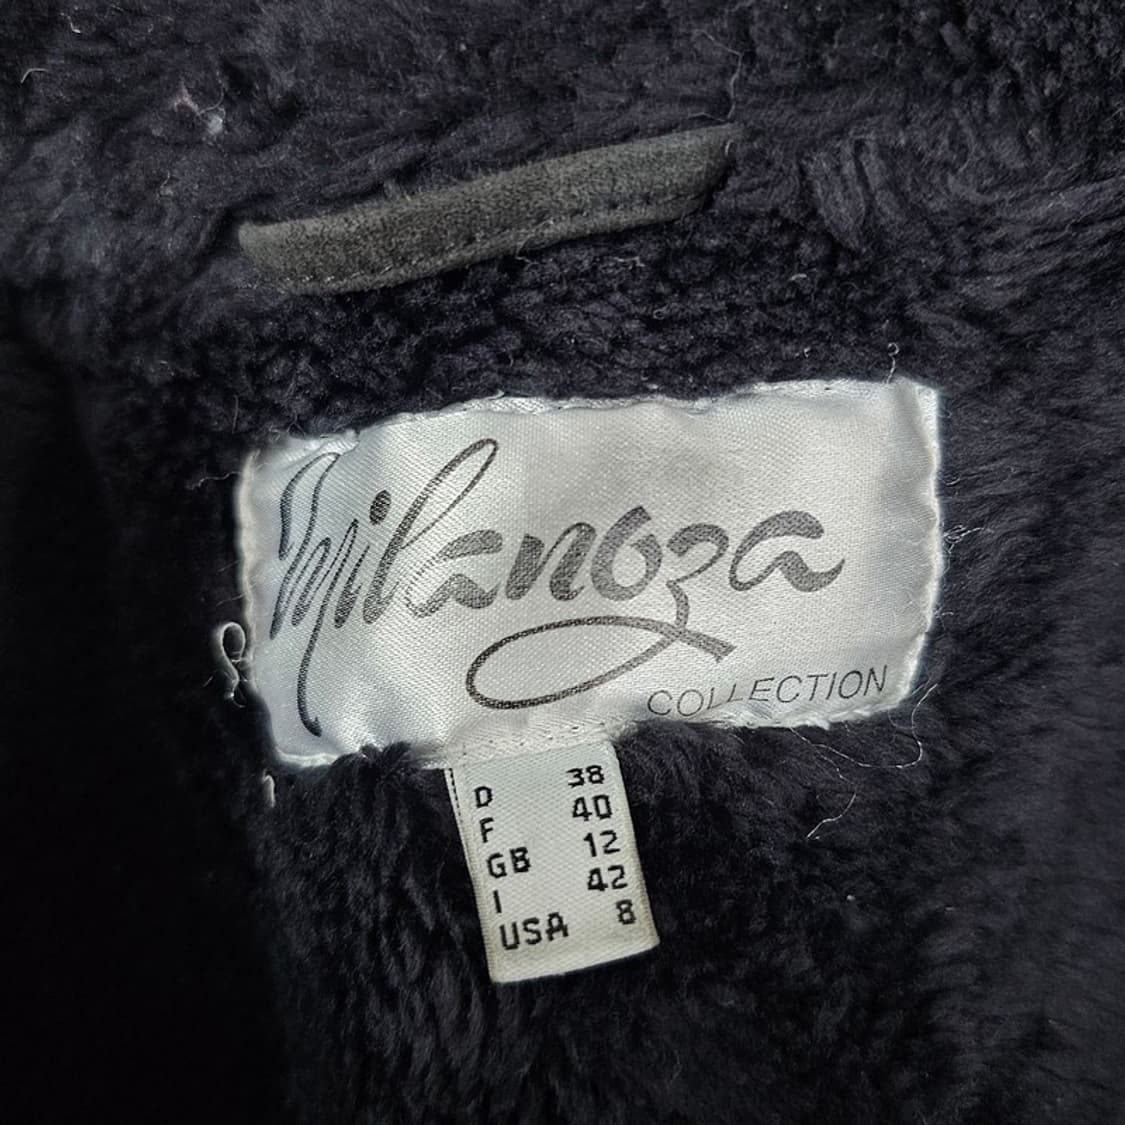 Milanoza
COLLECTION
D 38
F 40
GB 12
I 42
USA 8